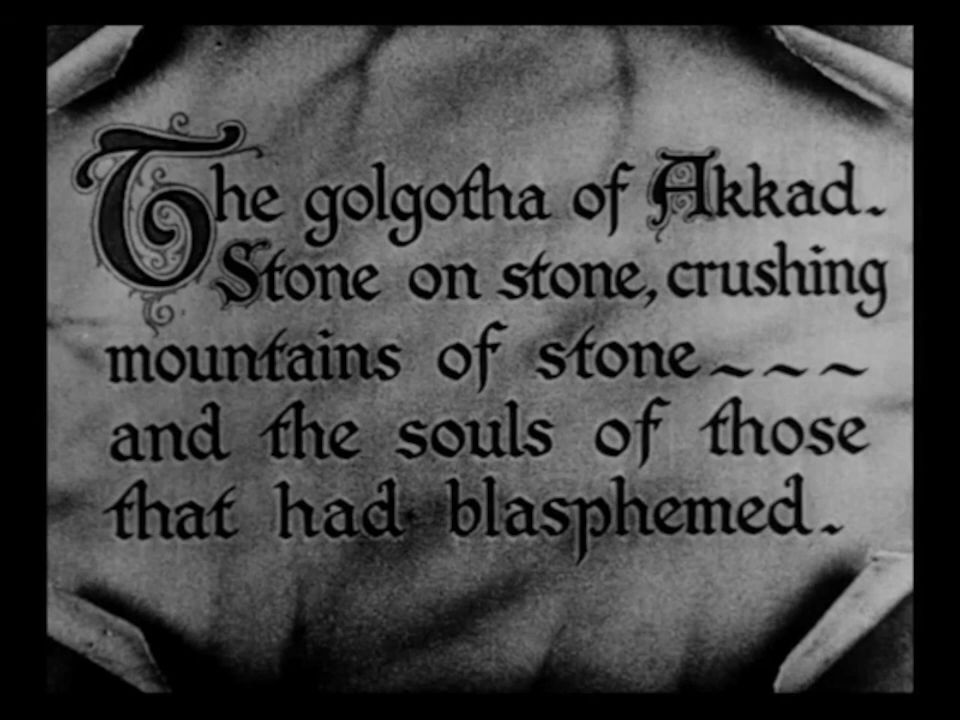 The golgotha of Akkad.
Stone on stone, crushing
mountains of stone~~~
and the souls of those
that had blasphemed.